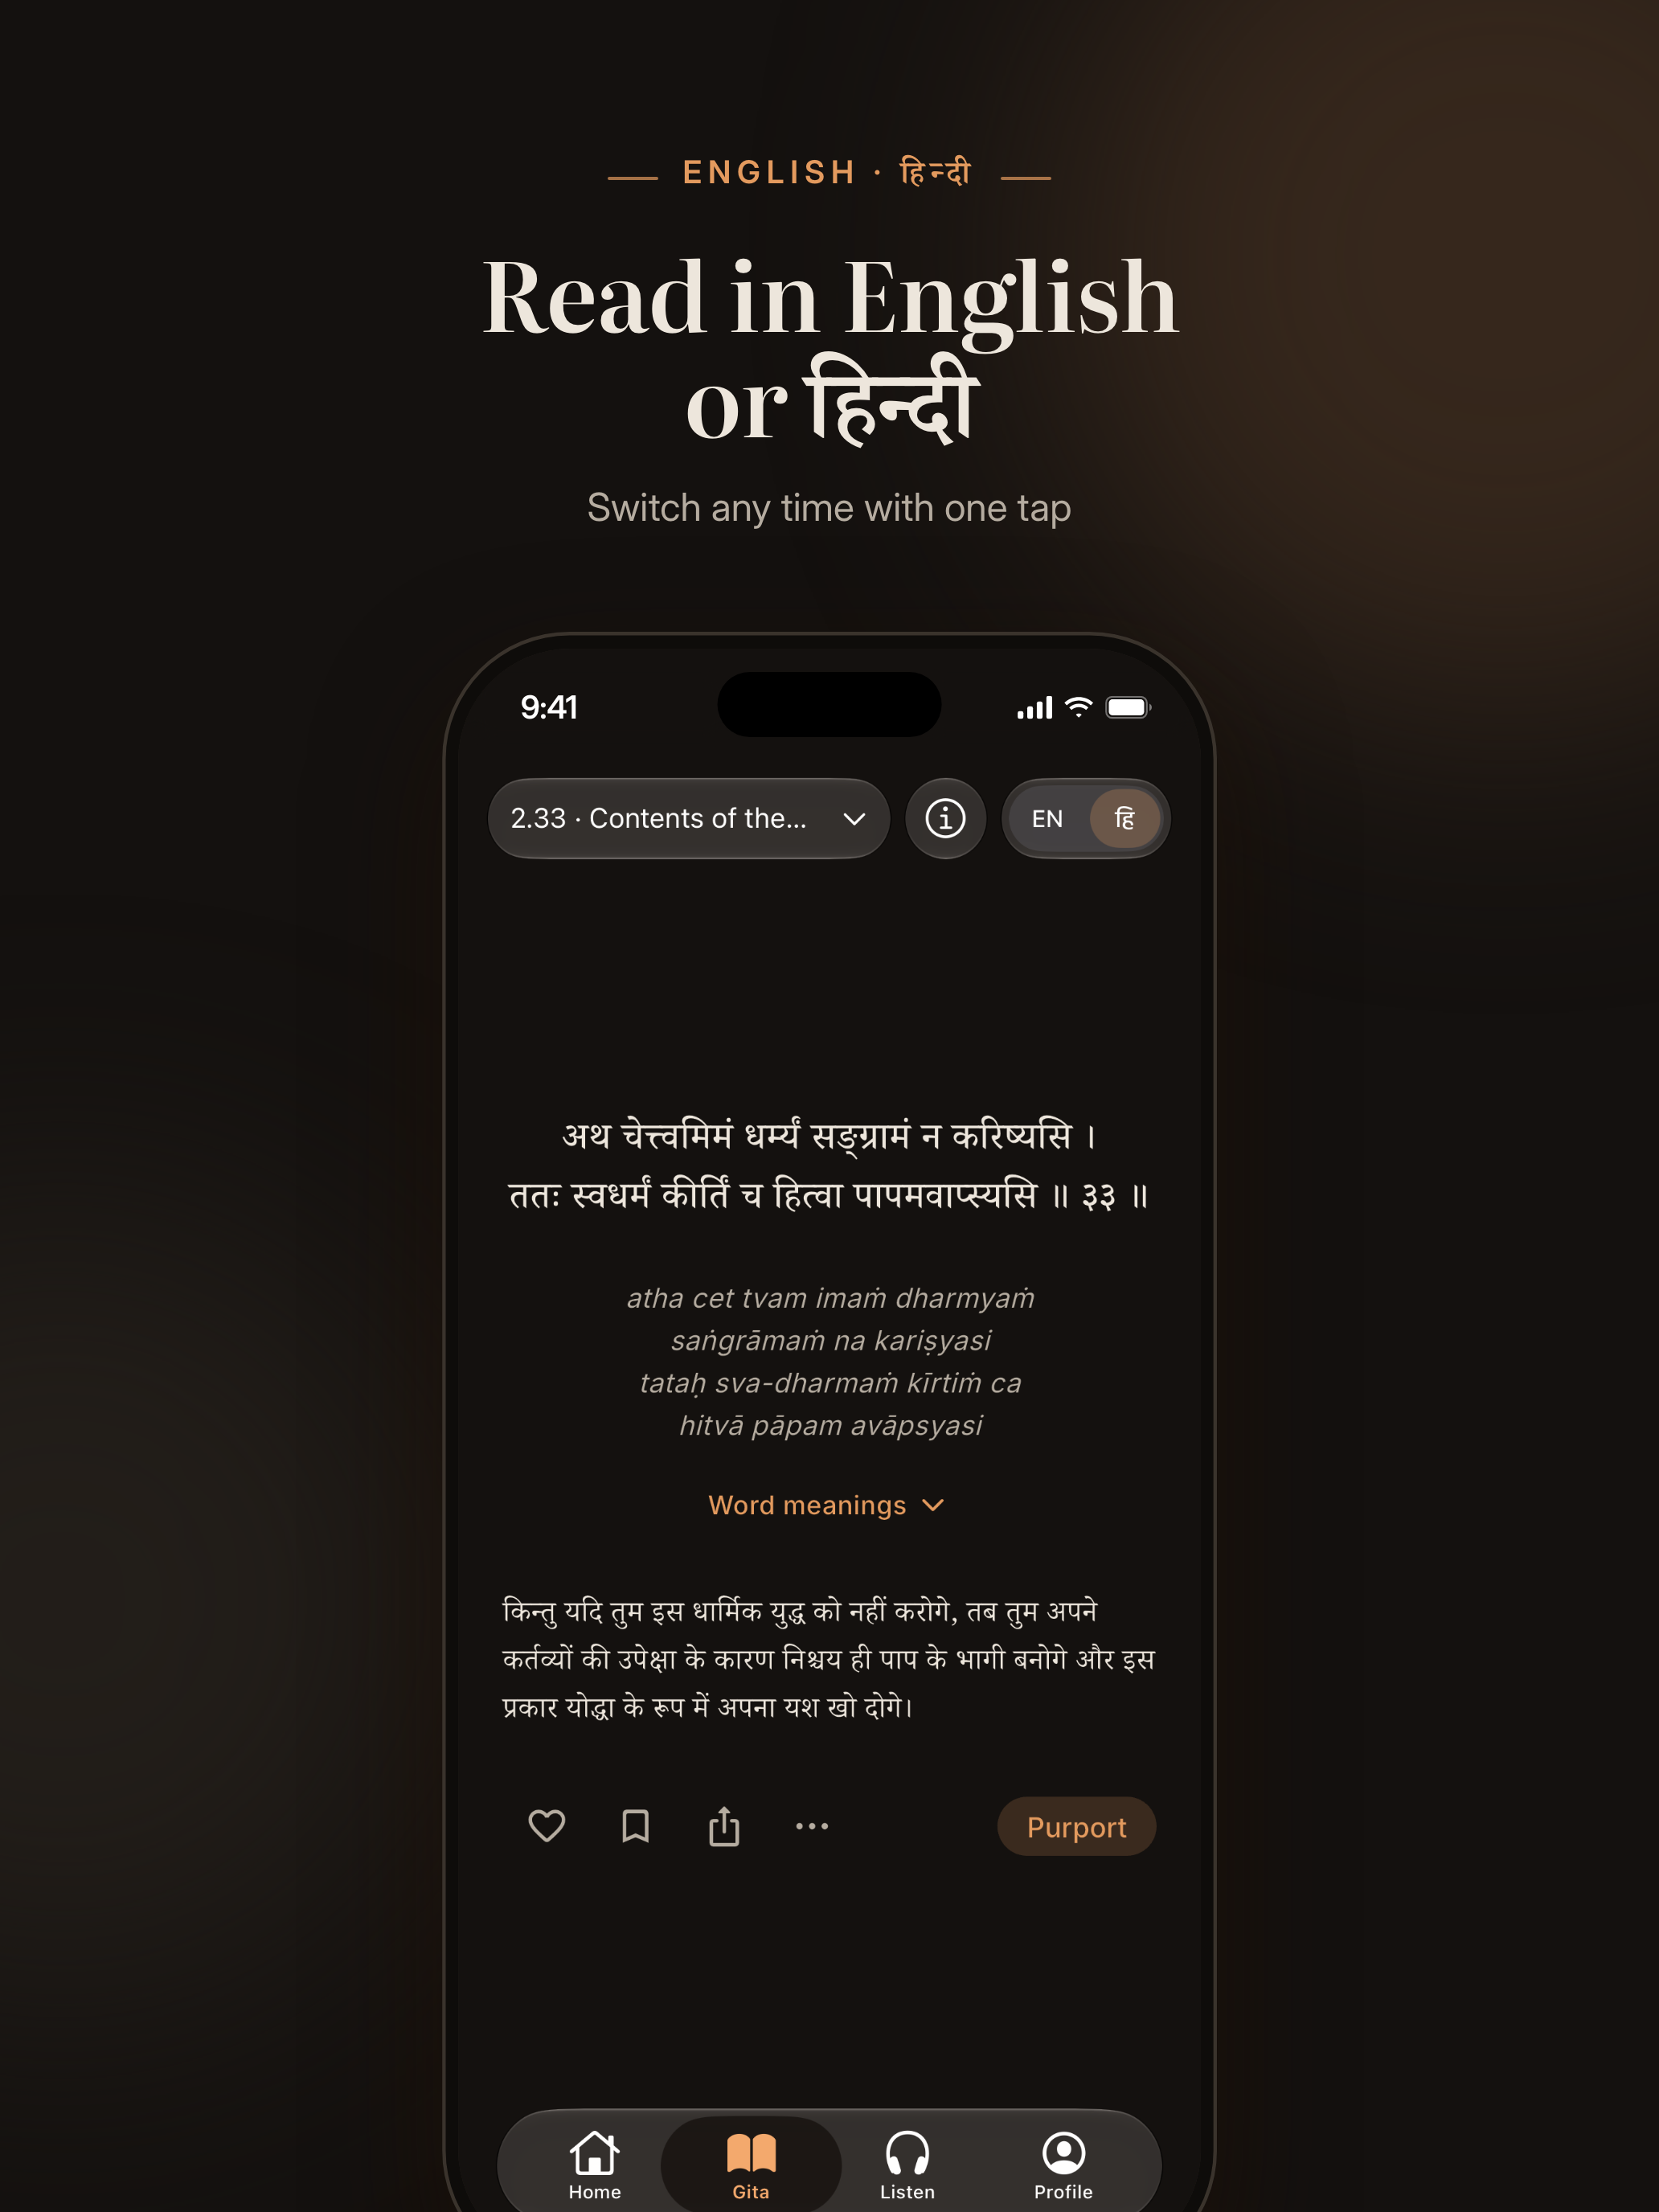 ENGLISH · हिन्दी
Read in English
or हिन्दी
Switch any time with one tap
9:41
2.33 · Contents of the...
EN हि
अथ चेत्त्वमिमं धर्म्यं सङ्ग्रामं न करिष्यसि ।
ततः स्वधर्मं कीर्तिं च हित्वा पापमवाप्स्यसि ॥ ३३ ॥
atha cet tvam imaṁ dharmyaṁ
saṅgrāmaṁ na kariṣyasi
tataḥ sva-dharmaṁ kīrtiṁ ca
hitvā pāpam avāpsyasi
Word meanings
किन्तु यदि तुम इस धार्मिक युद्ध को नहीं करोगे, तब तुम अपने
कर्तव्यों की उपेक्षा के कारण निश्चय ही पाप के भागी बनोगे और इस
प्रकार योद्धा के रूप में अपना यश खो दोगे।
Purport
Home Gita Listen Profile